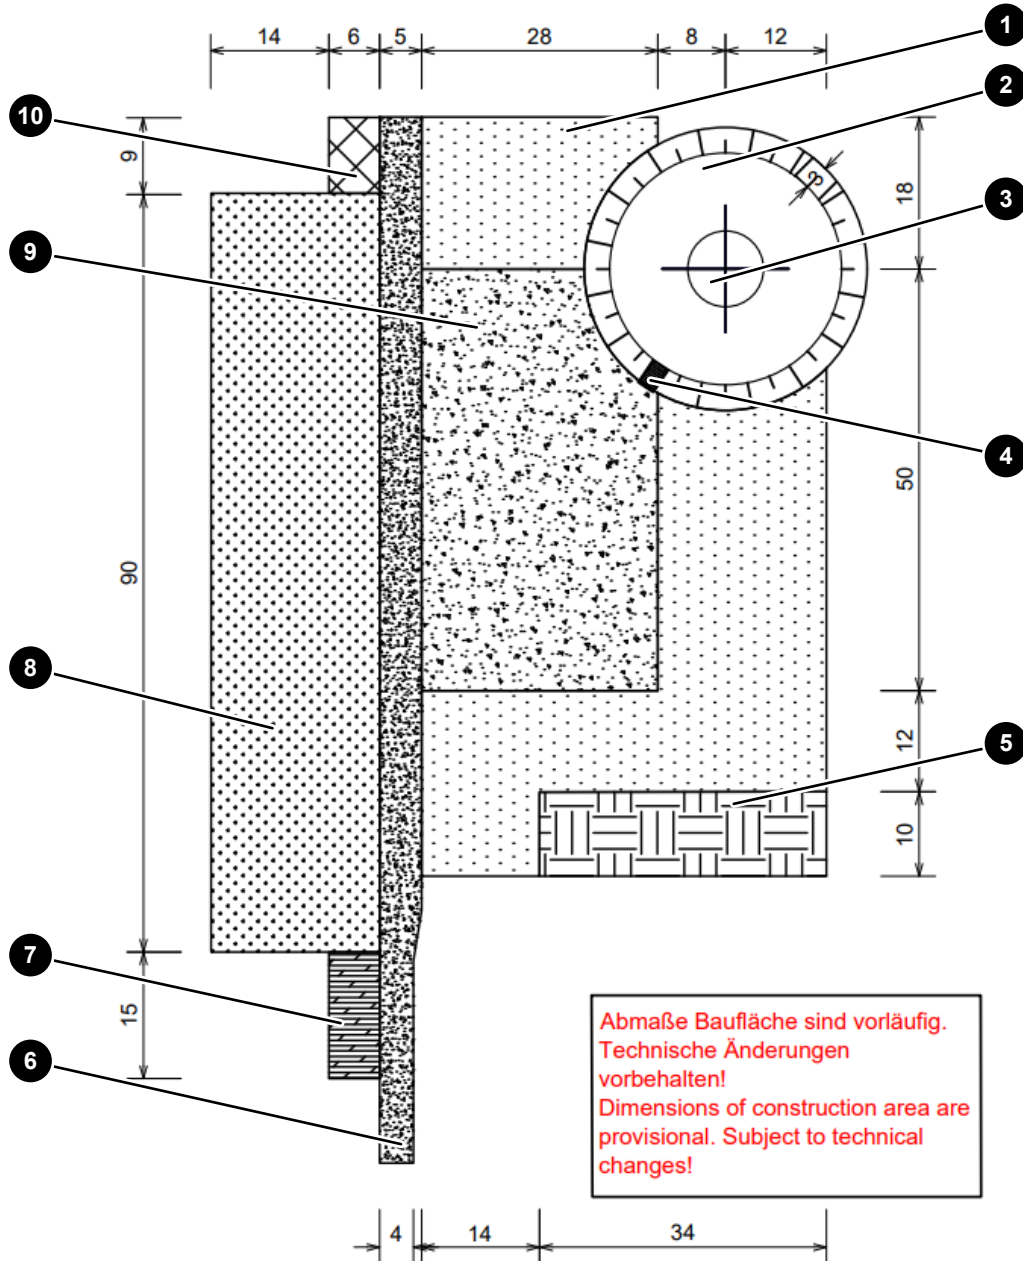 14 6 5 28 8 12
1
2
3
4
5
6
7
8
9
10
9
90
15
18
50
12
10
8
4 14 34
Abmaße Baufläche sind vorläufig.
Technische Änderungen
vorbehalten!
Dimensions of construction area are
provisional. Subject to technical
changes!